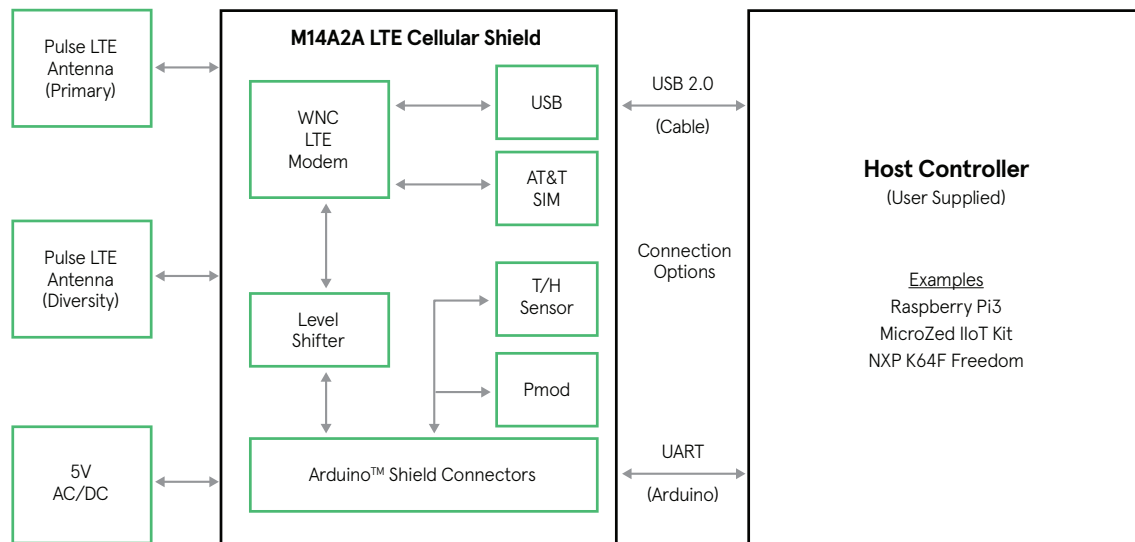 Pulse LTE
Antenna
(Primary)
Pulse LTE
Antenna
(Diversity)
5V
AC/DC
M14A2A LTE Cellular Shield
WNC
LTE
Modem
USB
AT&T
SIM
Level
Shifter
T/H
Sensor
Pmod
Arduino™ Shield Connectors
USB 2.0
(Cable)
Connection
Options
UART
(Arduino)
Host Controller
(User Supplied)
Examples
Raspberry Pi3
MicroZed IIoT Kit
NXP K64F Freedom